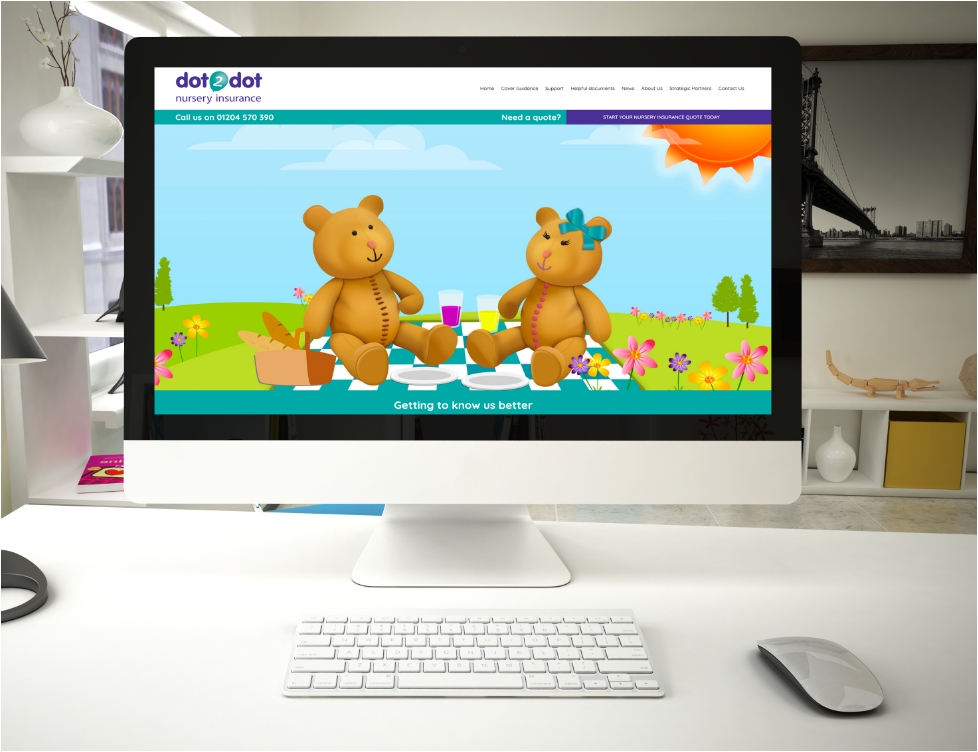 dot2dot
nursery insurance
Home Cover Guidance Support Helpful documents News About Us Strategic Partners Contact Us
Call us on 01204 570 390
Need a quote?
START YOUR NURSERY INSURANCE QUOTE TODAY
Getting to know us better